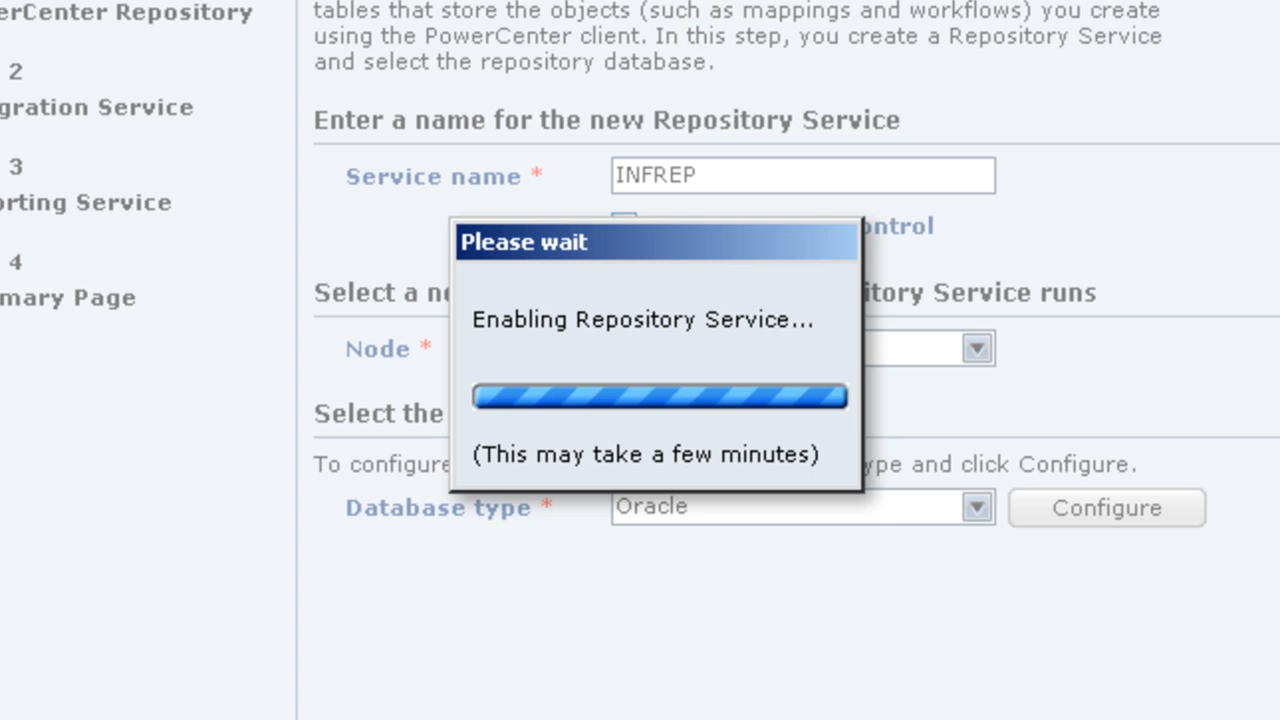 erCenter Repository
2
gration Service
3
orting Service
4
mary Page
tables that store the objects (such as mappings and workflows) you create
using the PowerCenter client. In this step, you create a Repository Service
and select the repository database.
Enter a name for the new Repository Service
Service name * INFREP
ontrol
Select a no itory Service runs
Node *
Select the
To configure ype and click Configure.
Database type * Oracle Configure
Please wait
Enabling Repository Service...
(This may take a few minutes)